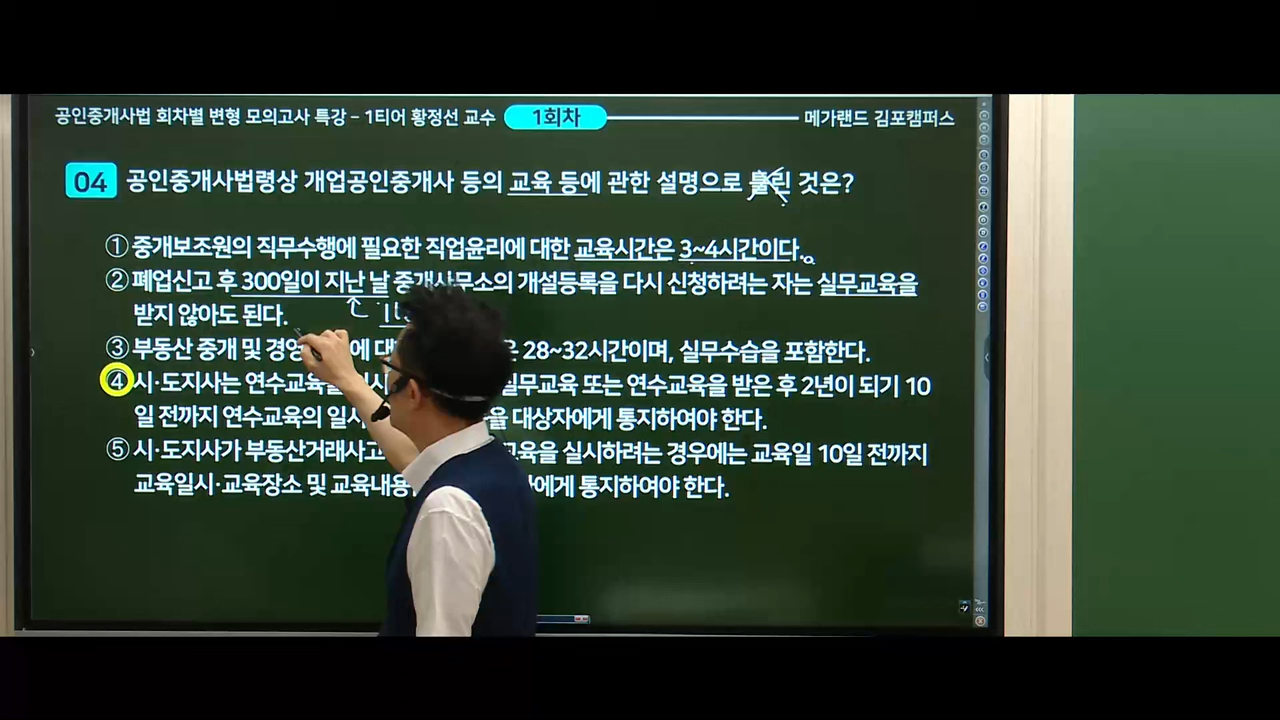 공인중개사법 회차별 변형 모의고사 특강 - 1티어 황정선 교수 1회차 메가랜드 김포캠퍼스
04 공인중개사법령상 개업공인중개사 등의 교육 등에 관한 설명으로 틀린 것은?
① 중개보조원의 직무수행에 필요한 직업윤리에 대한 교육시간은 3~4시간이다.
② 폐업신고 후 300일이 지난 날 중개사무소의 개설등록을 다시 신청하려는 자는 실무교육을
받지 않아도 된다.
③ 부동산 중개 및 경영 에 대 은 28~32시간이며, 실무수습을 포함한다.
④ 시·도지사는 연수교육을 실무교육 또는 연수교육을 받은 후 2년이 되기 10
일 전까지 연수교육의 일시 을 대상자에게 통지하여야 한다.
⑤ 시·도지사가 부동산거래사고 교육을 실시하려는 경우에는 교육일 10일 전까지
교육일시·교육장소 및 교육내용 에게 통지하여야 한다.